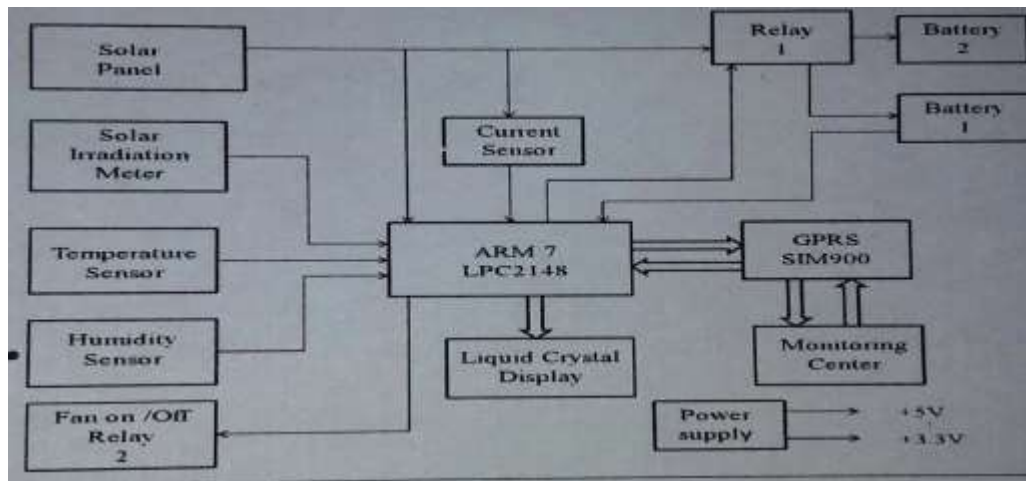 Solar
Panel
Relay
1
Battery
2
Solar
Irradiation
Meter
Current
Sensor
Battery
1
Temperature
Sensor
ARM 7
LPC2148
GPRS
SIM900
Humidity
Sensor
Liquid Crystal
Display
Monitoring
Center
Fan on /Off
Relay
2
Power
supply
+5V
+3.3V